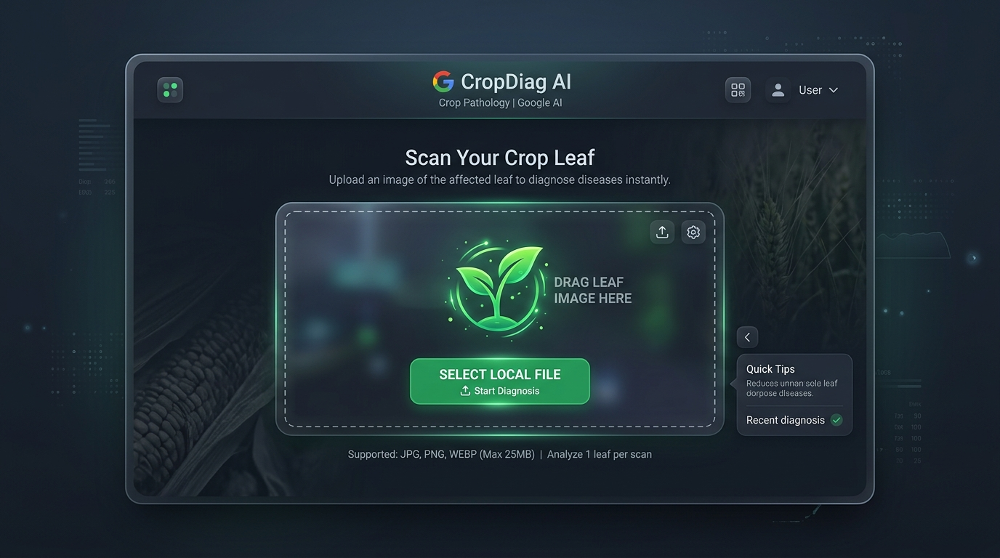 CropDiag AI
Crop Pathology | Google AI
User
Scan Your Crop Leaf
Upload an image of the affected leaf to diagnose diseases instantly.
DRAG LEAF
IMAGE HERE
SELECT LOCAL FILE
Start Diagnosis
Quick Tips
Reduces unnan sola leaf
dorpose diseases.
Recent diagnosis
Supported: JPG, PNG, WEBP (Max 25MB) | Analyze 1 leaf per scan